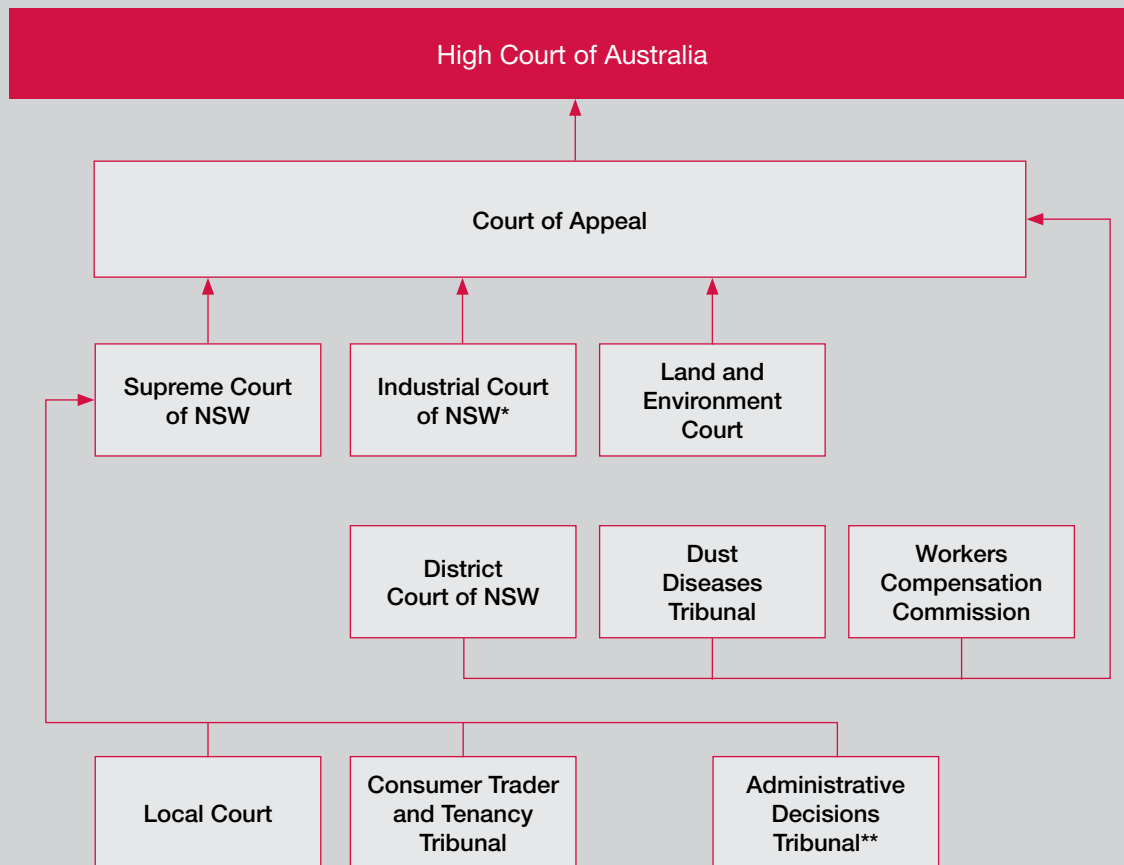 High Court of Australia
Court of Appeal
Supreme Court
of NSW
Industrial Court
of NSW*
Land and
Environment
Court
District
Court of NSW
Dust
Diseases
Tribunal
Workers
Compensation
Commission
Local Court
Consumer Trader
and Tenancy
Tribunal
Administrative
Decisions
Tribunal**